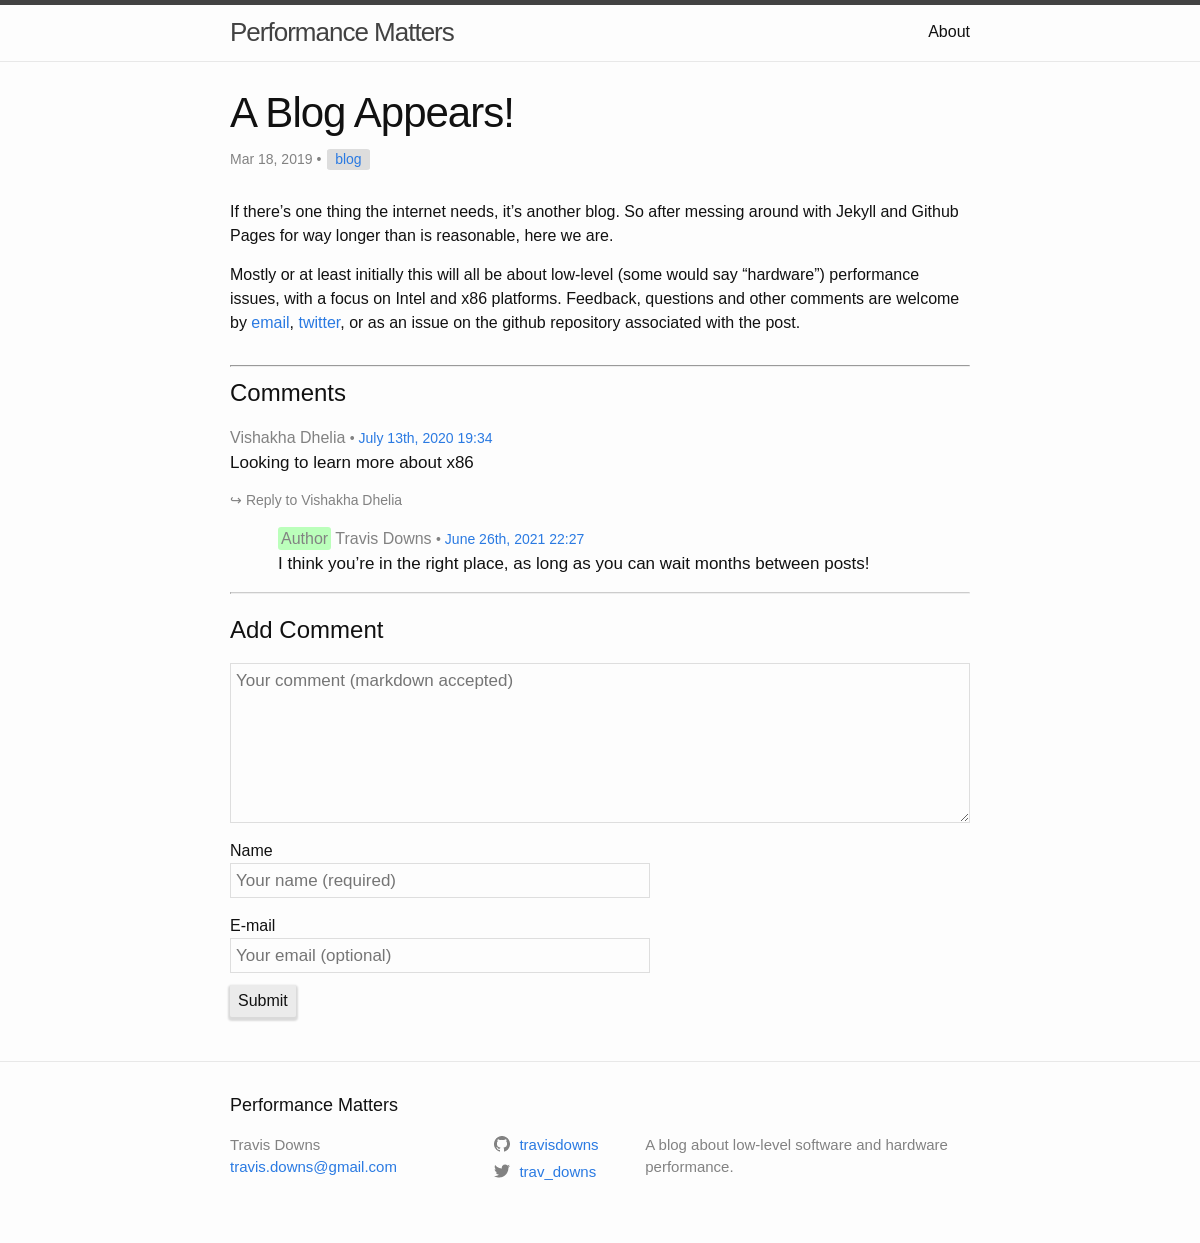 Performance Matters
About
A Blog Appears!
Mar 18, 2019 • blog
If there’s one thing the internet needs, it’s another blog. So after messing around with Jekyll and Github
Pages for way longer than is reasonable, here we are.
Mostly or at least initially this will all be about low-level (some would say “hardware”) performance
issues, with a focus on Intel and x86 platforms. Feedback, questions and other comments are welcome
by email, twitter, or as an issue on the github repository associated with the post.
Comments
Vishakha Dhelia • July 13th, 2020 19:34
Looking to learn more about x86
↪ Reply to Vishakha Dhelia
Author Travis Downs • June 26th, 2021 22:27
I think you’re in the right place, as long as you can wait months between posts!
Add Comment
Your comment (markdown accepted)
Name
Your name (required)
E-mail
Your email (optional)
Submit
Performance Matters
Travis Downs
travis.downs@gmail.com
travisdowns
trav_downs
A blog about low-level software and hardware
performance.